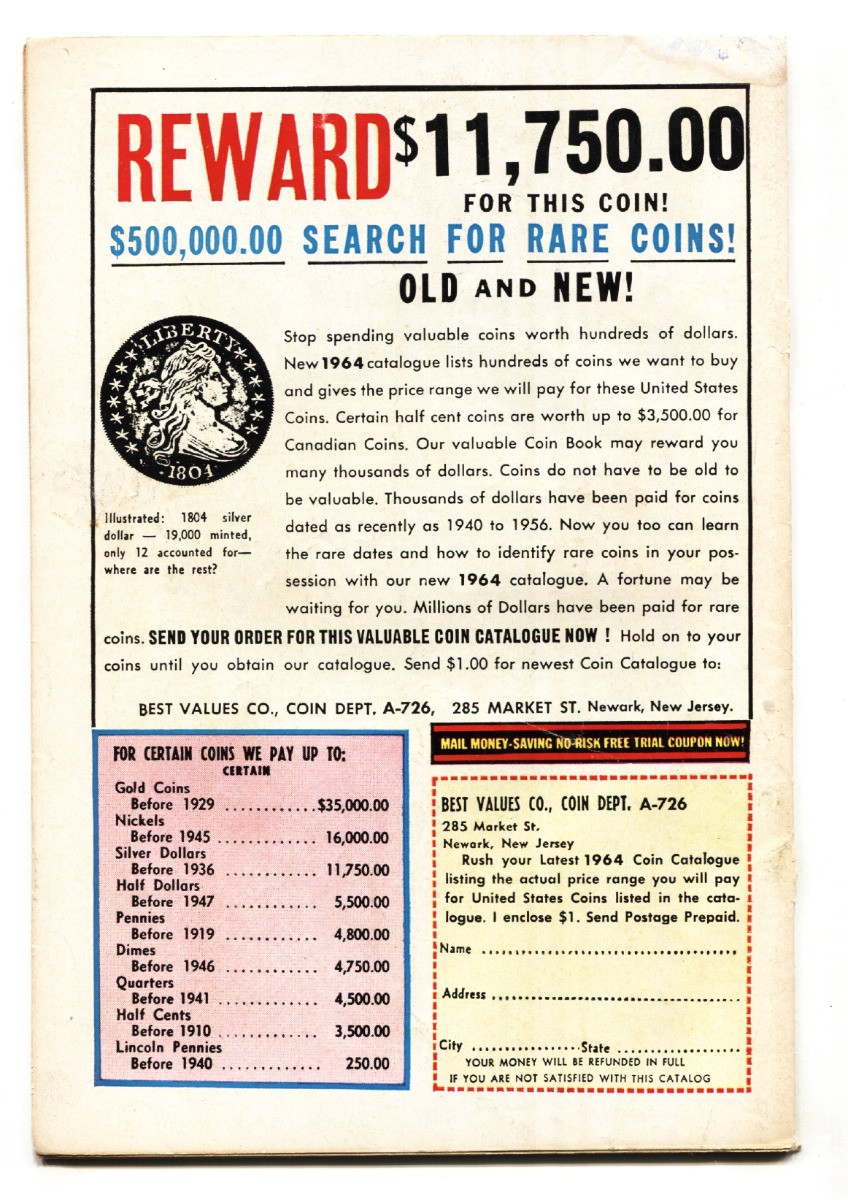 REWARD $11,750.00
FOR THIS COIN!
$500,000.00 SEARCH FOR RARE COINS!
OLD AND NEW!
LIBERTY
1804
Illustrated: 1804 silver
dollar — 19,000 minted,
only 12 accounted for—
where are the rest?
Stop spending valuable coins worth hundreds of dollars.
New 1964 catalogue lists hundreds of coins we want to buy
and gives the price range we will pay for these United States
Coins. Certain half cent coins are worth up to $3,500.00 for
Canadian Coins. Our valuable Coin Book may reward you
many thousands of dollars. Coins do not have to be old to
be valuable. Thousands of dollars have been paid for coins
dated as recently as 1940 to 1956. Now you too can learn
the rare dates and how to identify rare coins in your pos-
session with our new 1964 catalogue. A fortune may be
waiting for you. Millions of Dollars have been paid for rare
coins. SEND YOUR ORDER FOR THIS VALUABLE COIN CATALOGUE NOW ! Hold on to your
coins until you obtain our catalogue. Send $1.00 for newest Coin Catalogue to:
BEST VALUES CO., COIN DEPT. A-726, 285 MARKET ST. Newark, New Jersey.
FOR CERTAIN COINS WE PAY UP TO:
CERTAIN
Gold Coins
Before 1929 ............$35,000.00
Nickels
Before 1945 ............. 16,000.00
Silver Dollars
Before 1936 ............ 11,750.00
Half Dollars
Before 1947 ............ 5,500.00
Pennies
Before 1919 ............ 4,800.00
Dimes
Before 1946 ............ 4,750.00
Quarters
Before 1941 ............. 4,500.00
Half Cents
Before 1910 ............. 3,500.00
Lincoln Pennies
Before 1940 ............. 250.00
MAIL MONEY-SAVING NO-RISK FREE TRIAL COUPON NOW!
BEST VALUES CO., COIN DEPT. A-726
285 Market St.
Newark, New Jersey
Rush your Latest 1964 Coin Catalogue
listing the actual price range you will pay
for United States Coins listed in the cata-
logue. I enclose $1. Send Postage Prepaid.
Name ......................................
Address .....................................
City ................State ..................
YOUR MONEY WILL BE REFUNDED IN FULL
IF YOU ARE NOT SATISFIED WITH THIS CATALOG